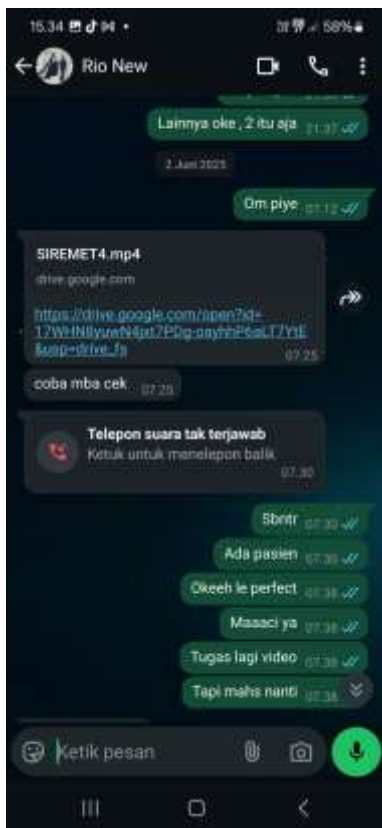 15.34
58%
Rio New
Lainnya oke , 2 itu aja 21.37
2 Juni 2025
Om piye 07.12
SIREMET4.mp4
drive.google.com
https://drive.google.com/open?id=
&usp=drive_fs
07.25
coba mba cek 07.25
Telepon suara tak terjawab
Ketuk untuk menelepon balik
07.30
Sbntr 07.30
Ada pasien 07.30
Okeeh le perfect 07.38
Maaaci ya 07.38
Tugas lagi video 07.38
Tapi mahs nanti 07.38
Ketik pesan